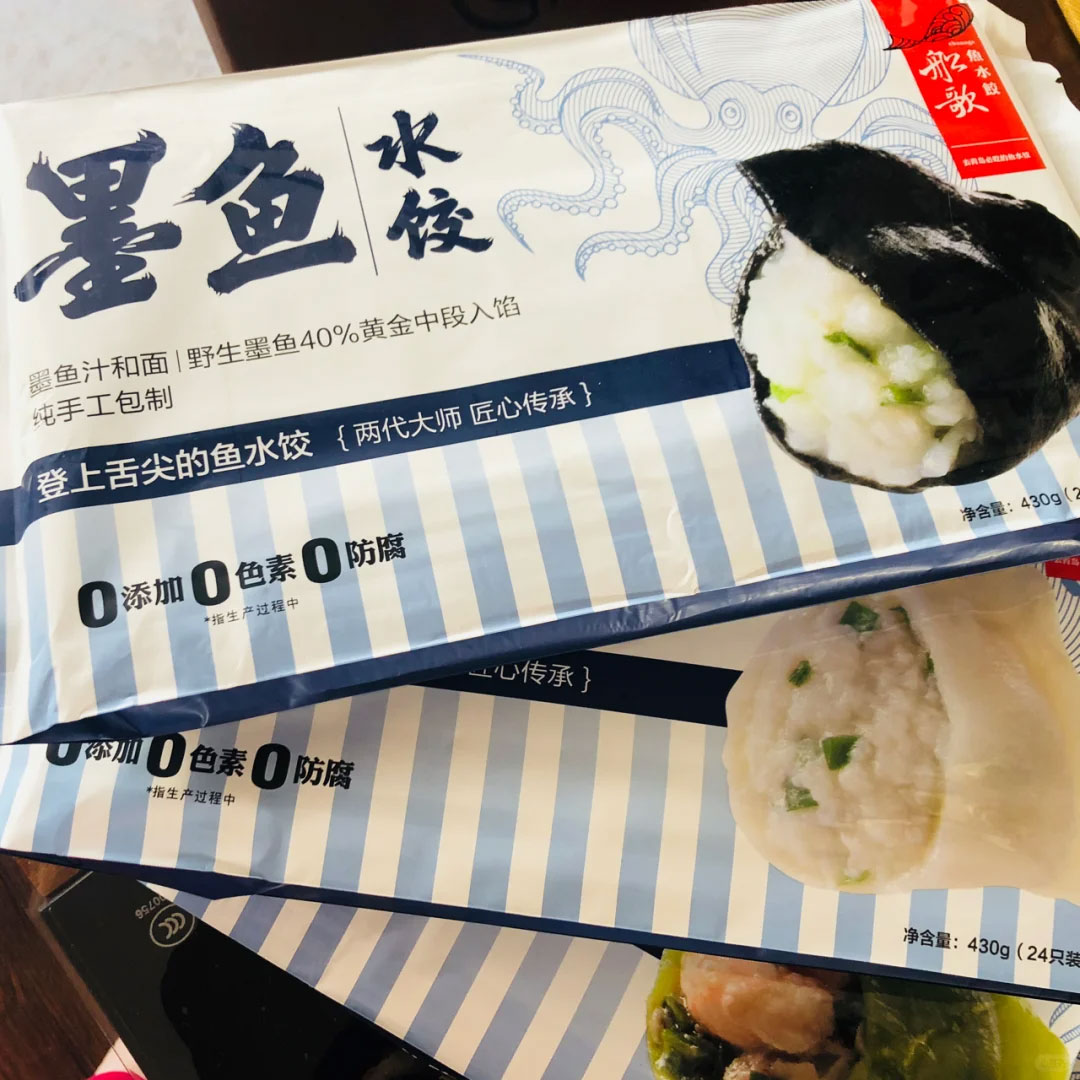 墨鱼
水饺
船歌
魚水餃
墨鱼汁和面 | 野生墨鱼40%黄金中段入馅
纯手工包制
登上舌尖的鱼水饺 { 两代大师 匠心传承 }
0添加0色素0防腐
*指生产过程中
净含量：430g（2
匠心传承 }
0添加0色素0防腐
*指生产过程中
净含量：430g（24只装
00756